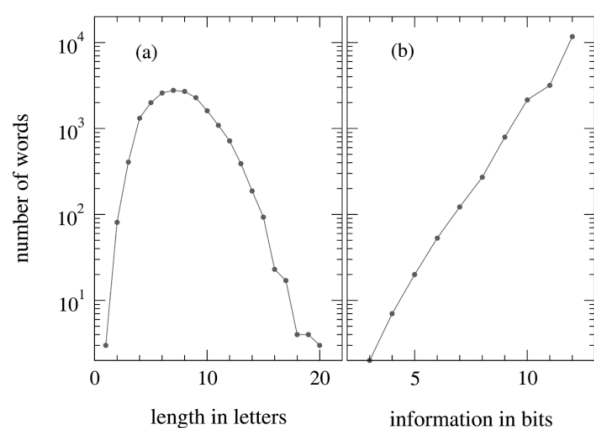 (a) (b)
10^4
10^3
10^2
10^1
number of words
0 10 20 5 10
length in letters information in bits